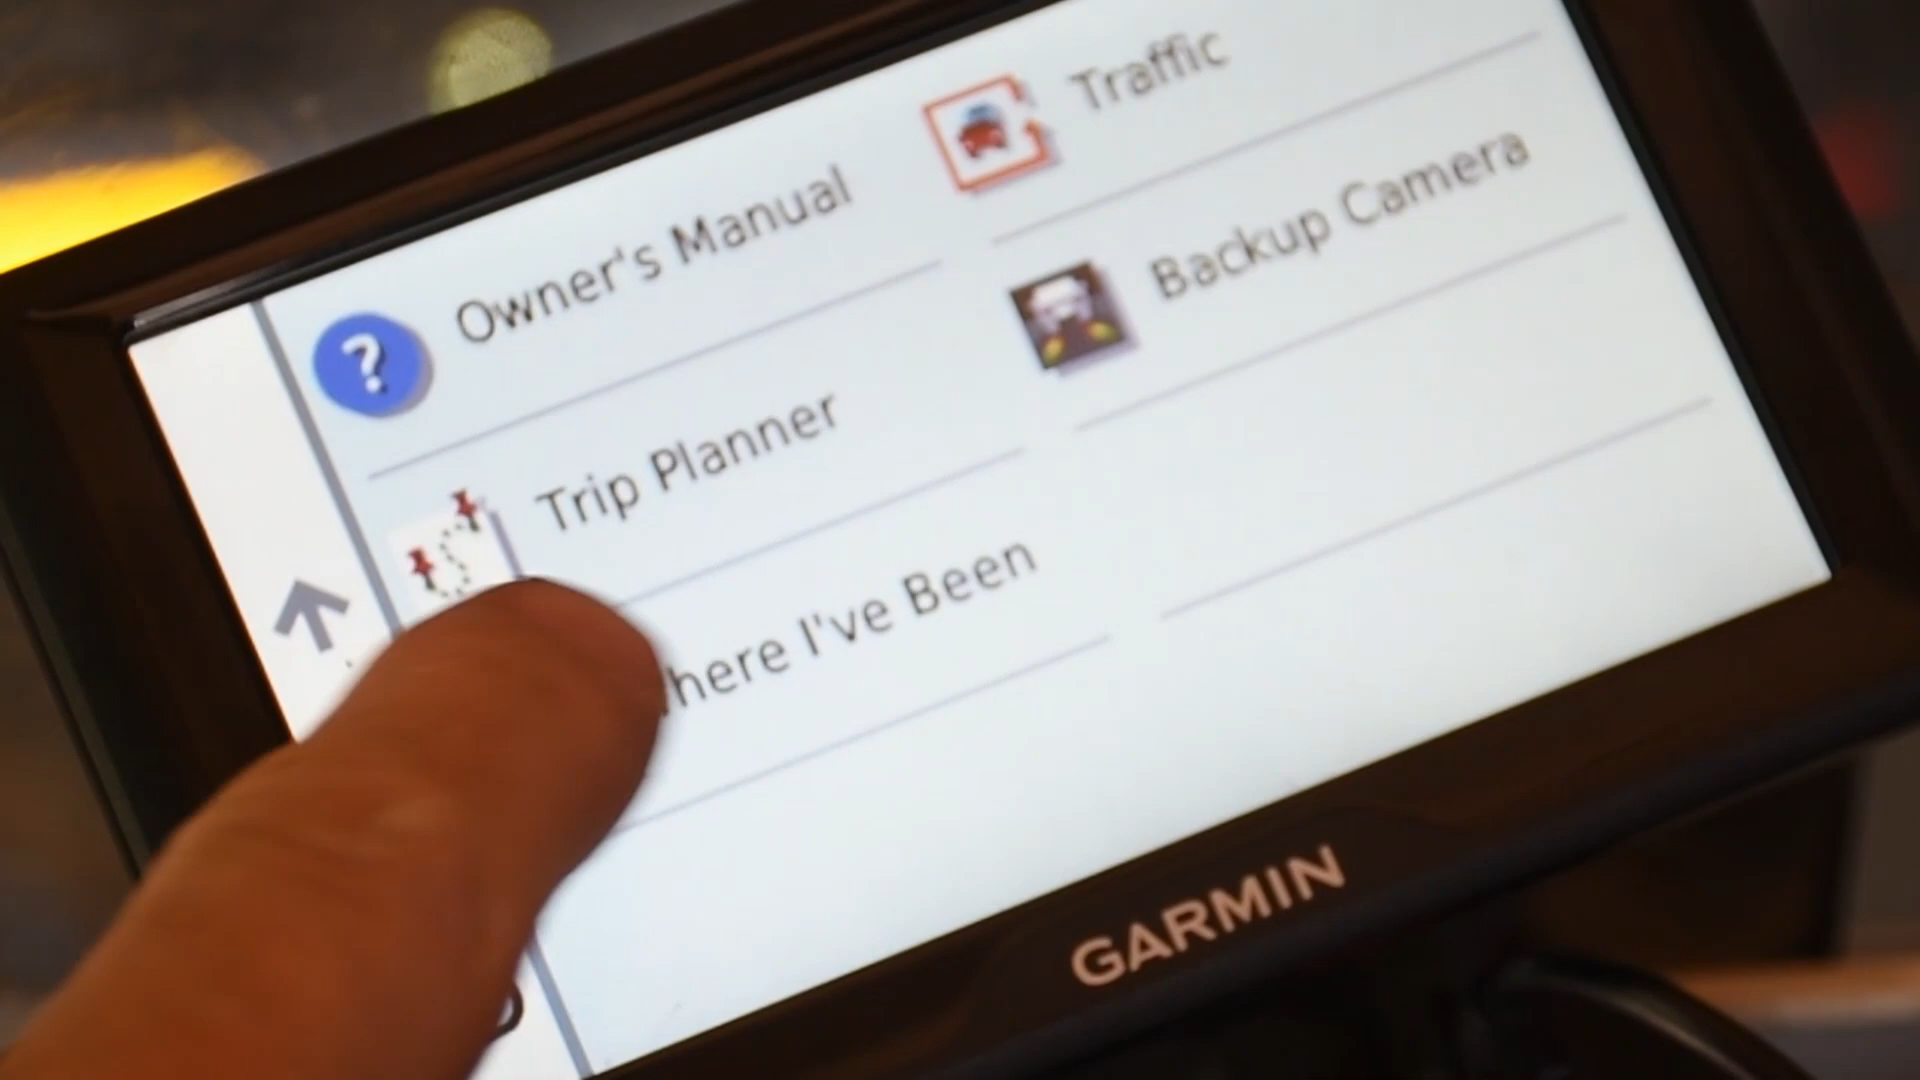 Owner's Manual
Traffic
Trip Planner
Backup Camera
here I've Been
GARMIN